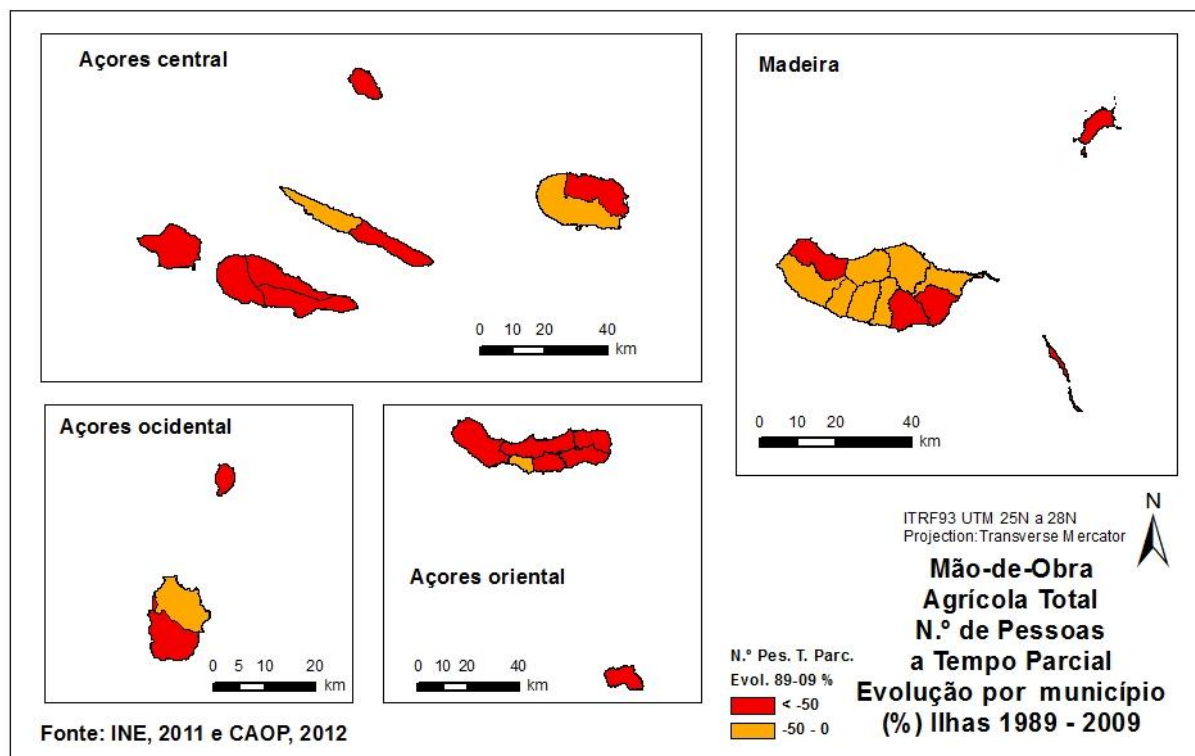 Açores central
0 10 20 40
km
Madeira
0 10 20 40
km
Açores ocidental
0 5 10 20
km
Açores oriental
0 10 20 40
km
N
ITRF93 UTM 25N a 28N
Projection: Transverse Mercator
Mão-de-Obra
Agrícola Total
N.º de Pessoas
a Tempo Parcial
Evolução por município
(%) Ilhas 1989 - 2009
N.º Pes. T. Parc.
Evol. 89-09 %
< -50
-50 - 0
Fonte: INE, 2011 e CAOP, 2012